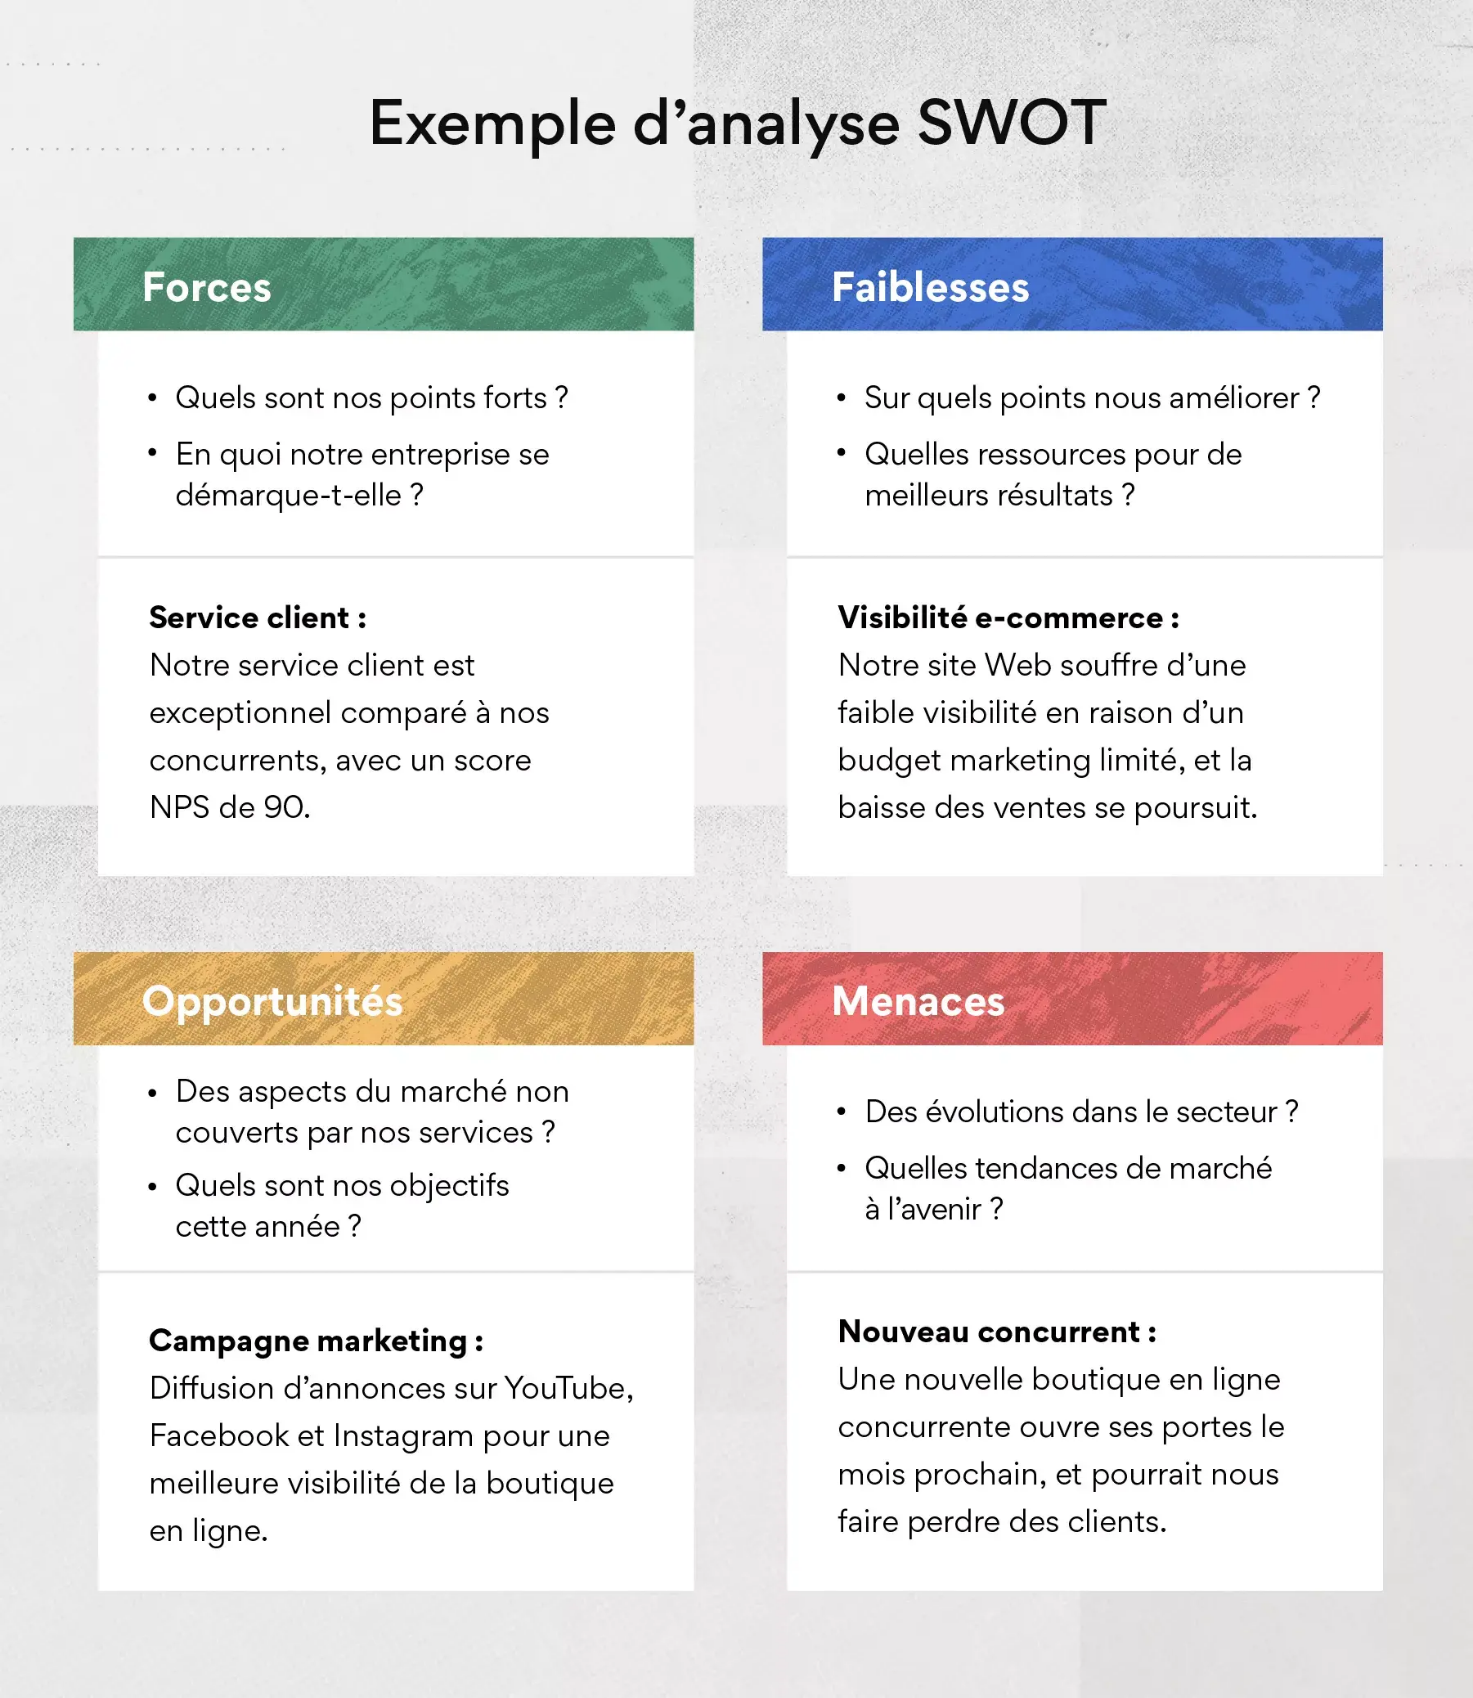 Exemple d’analyse SWOT
Forces
• Quels sont nos points forts ?
• En quoi notre entreprise se
démarque-t-elle ?
Service client :
Notre service client est
exceptionnel comparé à nos
concurrents, avec un score
NPS de 90.
Faiblesses
• Sur quels points nous améliorer ?
• Quelles ressources pour de
meilleurs résultats ?
Visibilité e-commerce :
Notre site Web souffre d’une
faible visibilité en raison d’un
budget marketing limité, et la
baisse des ventes se poursuit.
Opportunités
• Des aspects du marché non
couverts par nos services ?
• Quels sont nos objectifs
cette année ?
Campagne marketing :
Diffusion d’annonces sur YouTube,
Facebook et Instagram pour une
meilleure visibilité de la boutique
en ligne.
Menaces
• Des évolutions dans le secteur ?
• Quelles tendances de marché
à l’avenir ?
Nouveau concurrent :
Une nouvelle boutique en ligne
concurrente ouvre ses portes le
mois prochain, et pourrait nous
faire perdre des clients.